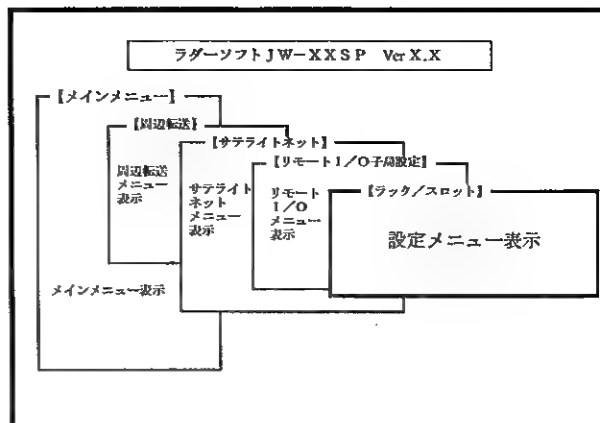 ラダーソフトJW-XXSP Ver X.X
【メインメニュー】
【周辺転送】
【サテライトネット】
【リモートI/O子局設定】
【ラック/スロット】
周辺転送
メニュー
表示
サテライト
ネット
メニュー
表示
リモート
I/O
メニュー
表示
設定メニュー表示
メインメニュー表示